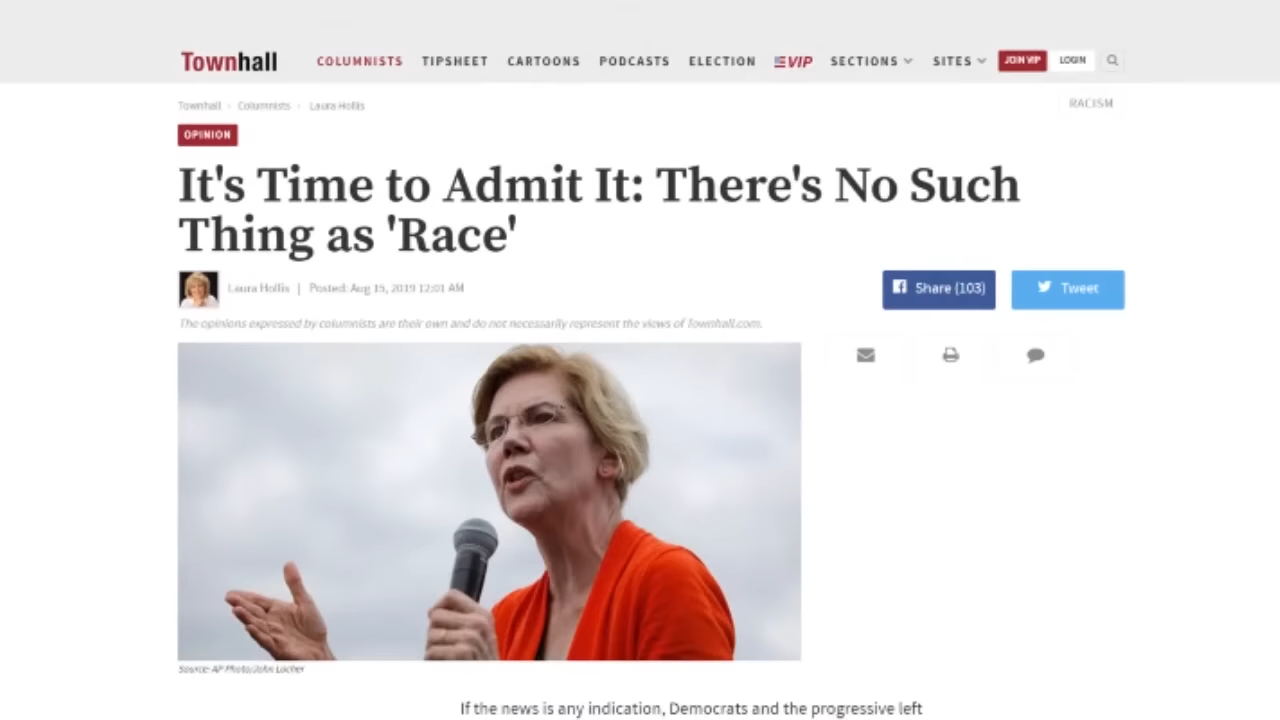 Townhall COLUMNISTS TIPSHEET CARTOONS PODCASTS ELECTION VIP SECTIONS SITES JOIN VIP LOGIN
Townhall › Columnists › Laura Hollis RACISM
OPINION
It's Time to Admit It: There's No Such
Thing as 'Race'
Laura Hollis | Posted: Aug 15, 2019 12:01 AM Share (103) Tweet
The opinions expressed by columnists are their own and do not necessarily represent the views of Townhall.com.
Source: AP Photo/John Locher
If the news is any indication, Democrats and the progressive left